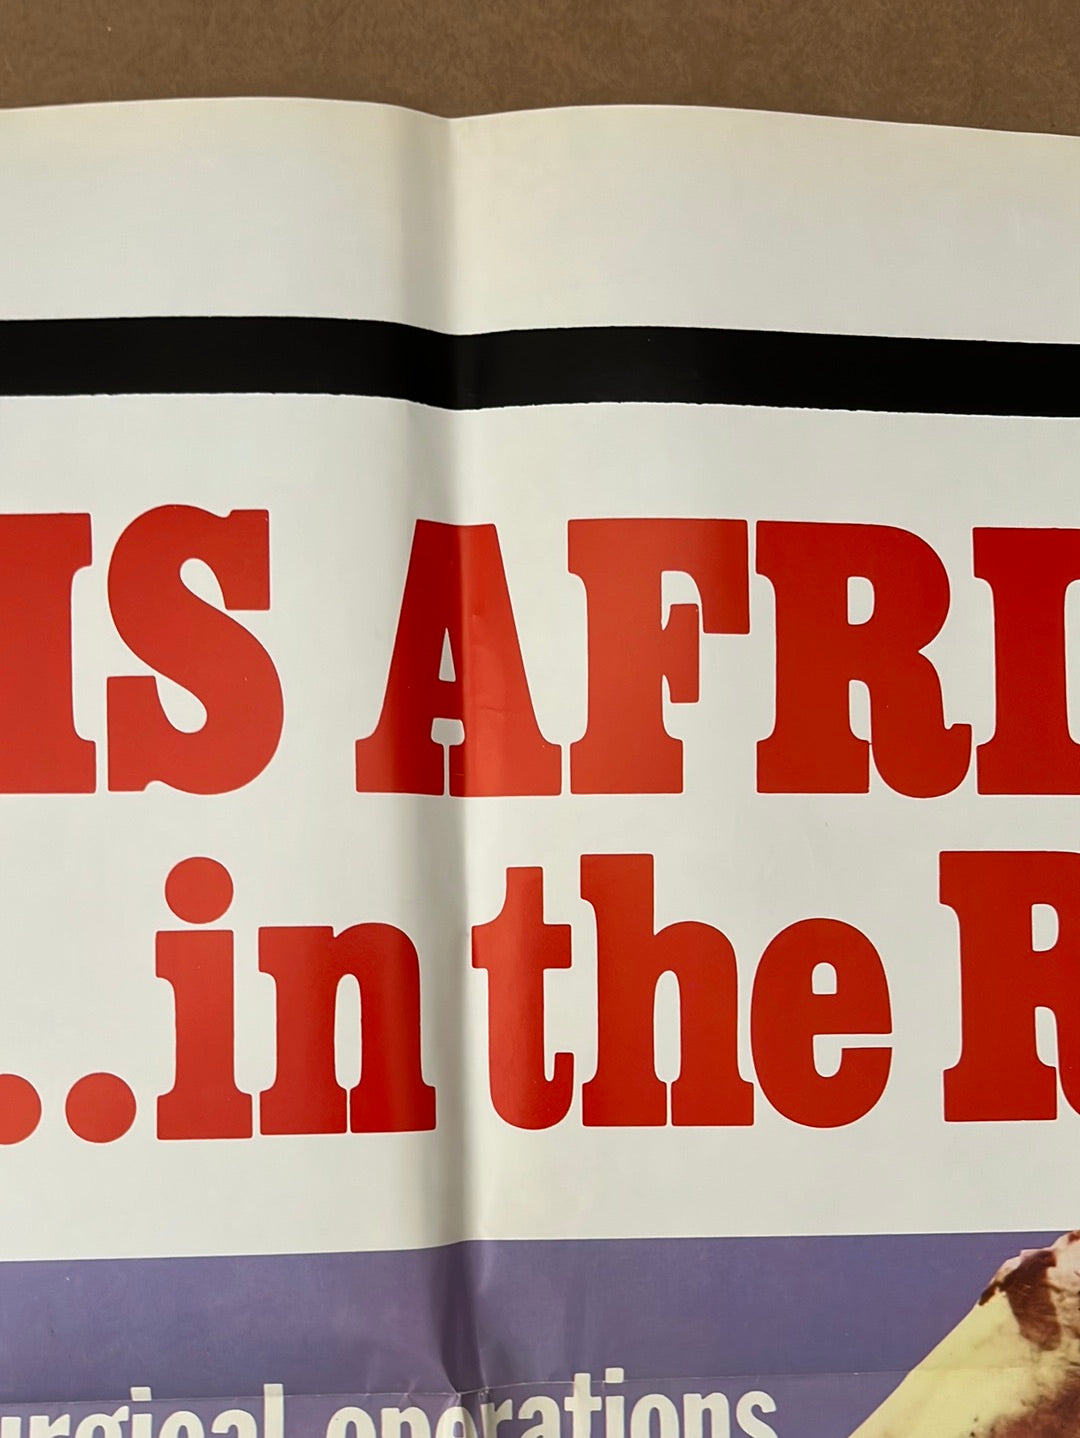 IS AFRI
..in the R
urgical operations